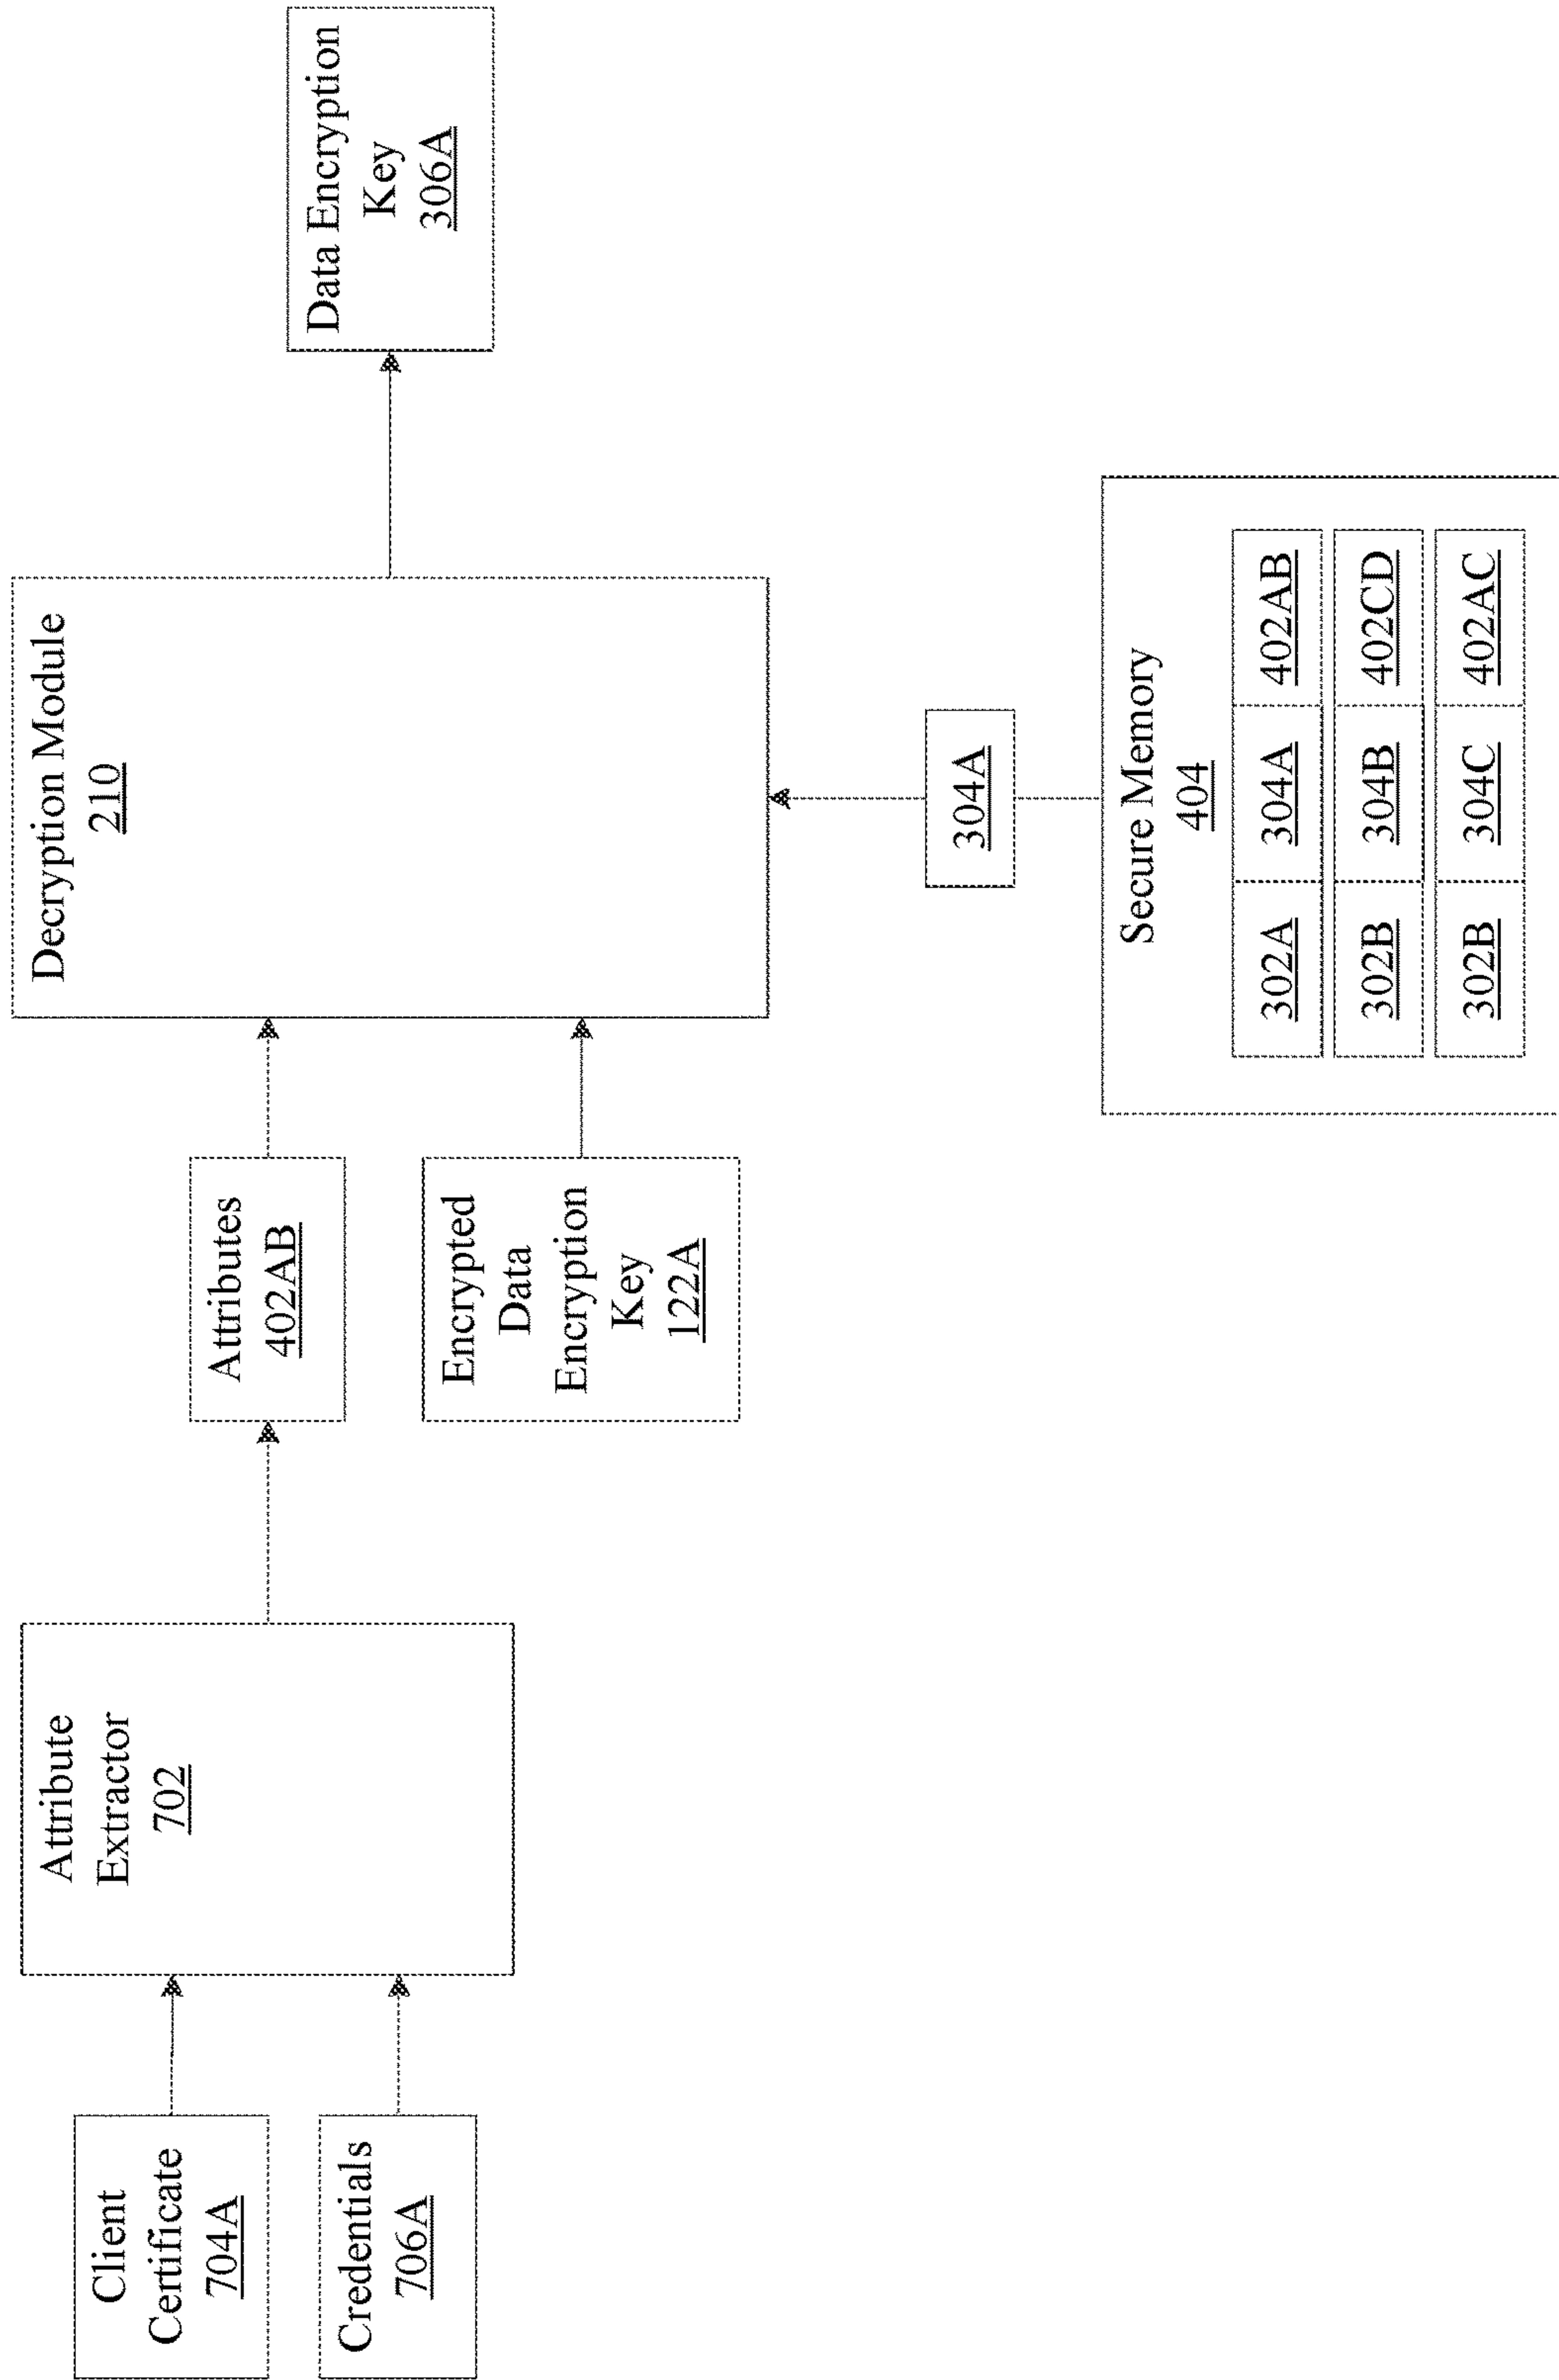 Client
Certificate
704A
Credentials
706A
Attribute
Extractor
702
Attributes
402AB
Encrypted
Data
Encryption
Key
122A
Decryption Module
210
Data Encryption
Key
306A
304A
Secure Memory
404
302A 304A 402AB
302B 304B 402CD
302B 304C 402AC